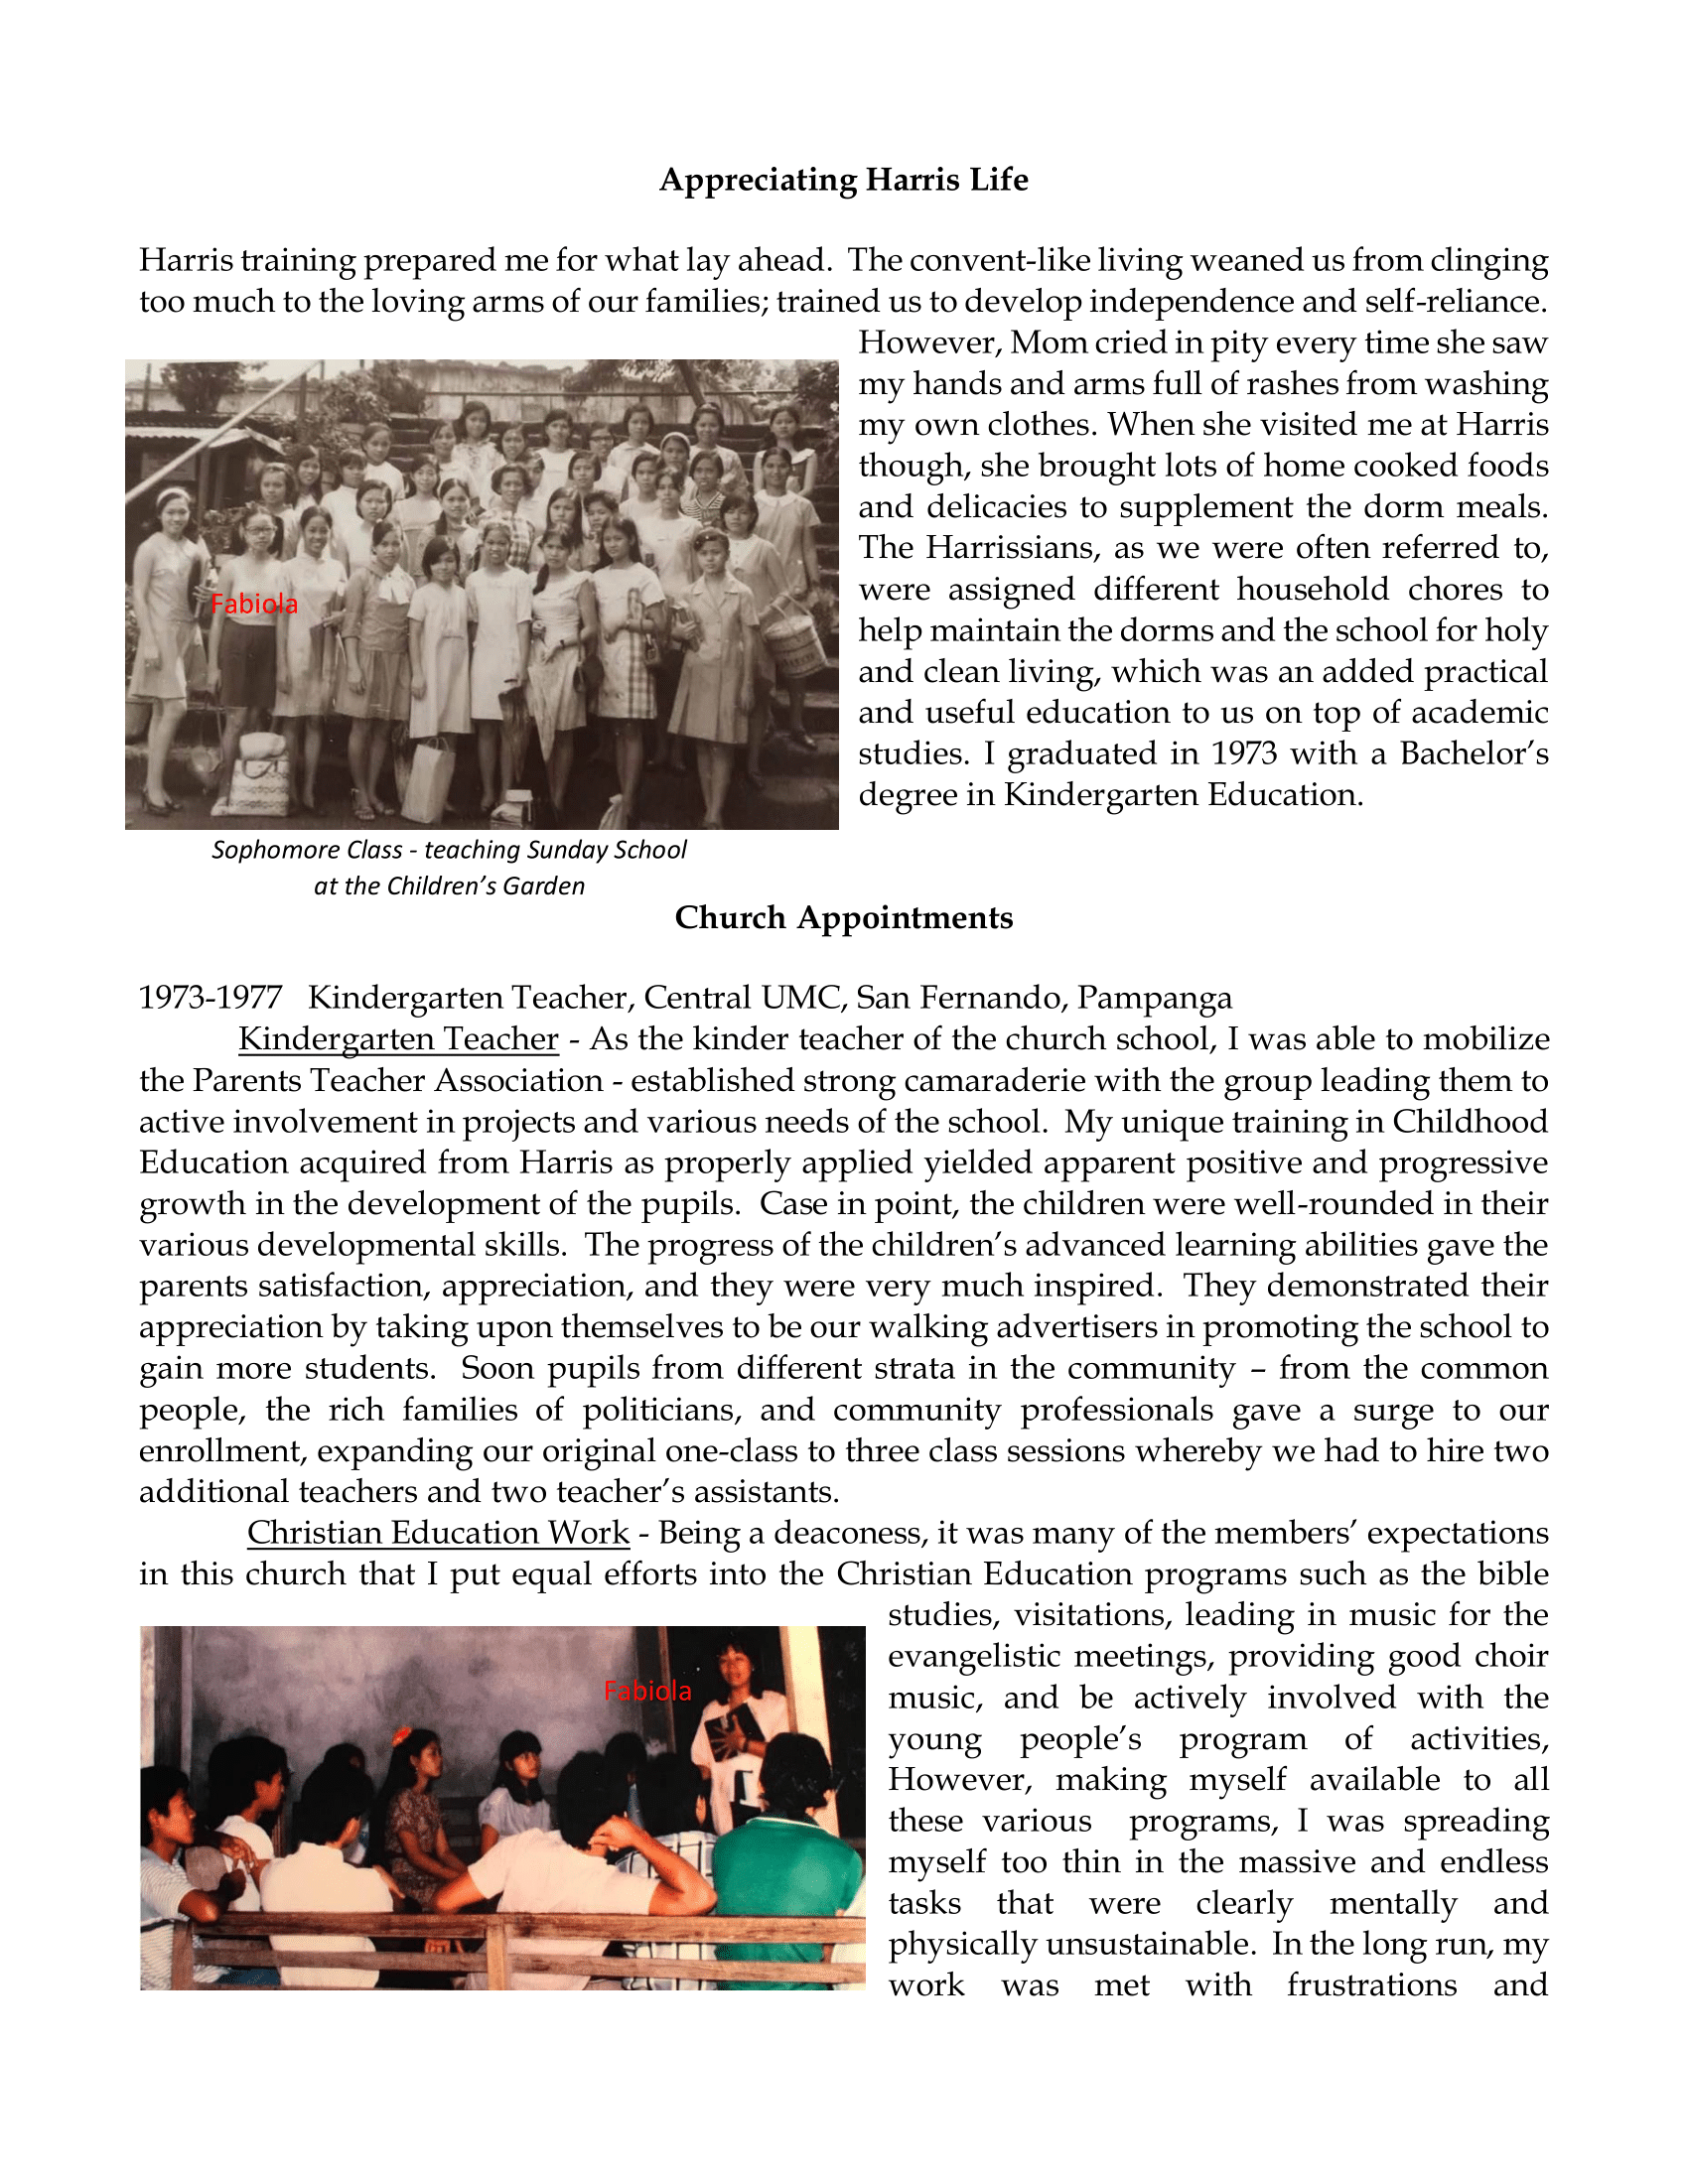 Appreciating Harris Life
Harris training prepared me for what lay ahead.  The convent-like living weaned us from clinging
too much to the loving arms of our families; trained us to develop independence and self-reliance.
However, Mom cried in pity every time she saw
my hands and arms full of rashes from washing
my own clothes. When she visited me at Harris
though, she brought lots of home cooked foods
and delicacies to supplement the dorm meals.
The Harrissians, as we were often referred to,
were assigned different household chores to
help maintain the dorms and the school for holy
and clean living, which was an added practical
and useful education to us on top of academic
studies. I graduated in 1973 with a Bachelor’s
degree in Kindergarten Education.
Fabiola
Sophomore Class - teaching Sunday School
at the Children’s Garden
Church Appointments
1973-1977   Kindergarten Teacher, Central UMC, San Fernando, Pampanga
Kindergarten Teacher - As the kinder teacher of the church school, I was able to mobilize
the Parents Teacher Association - established strong camaraderie with the group leading them to
active involvement in projects and various needs of the school.  My unique training in Childhood
Education acquired from Harris as properly applied yielded apparent positive and progressive
growth in the development of the pupils.  Case in point, the children were well-rounded in their
various developmental skills.  The progress of the children’s advanced learning abilities gave the
parents satisfaction, appreciation, and they were very much inspired.  They demonstrated their
appreciation by taking upon themselves to be our walking advertisers in promoting the school to
gain more students.  Soon pupils from different strata in the community – from the common
people, the rich families of politicians, and community professionals gave a surge to our
enrollment, expanding our original one-class to three class sessions whereby we had to hire two
additional teachers and two teacher’s assistants.
Christian Education Work - Being a deaconess, it was many of the members’ expectations
in this church that I put equal efforts into the Christian Education programs such as the bible
studies, visitations, leading in music for the
evangelistic meetings, providing good choir
music, and be actively involved with the
young people’s program of activities,
However, making myself available to all
these various  programs, I was spreading
myself too thin in the massive and endless
tasks that were clearly mentally and
physically unsustainable.  In the long run, my
work was met with frustrations and
Fabiola